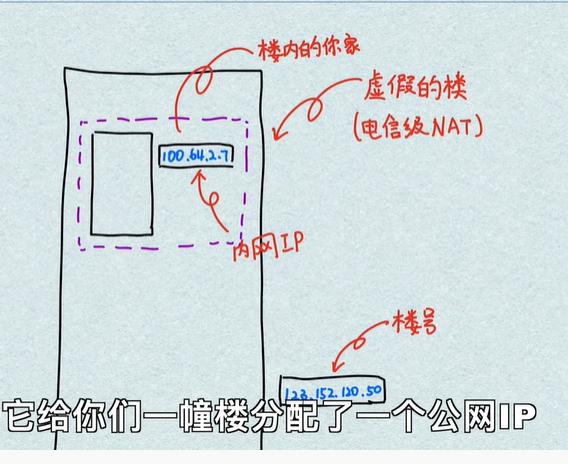 楼内的你家
虚假的楼
(电信级NAT)
100.64.2.7
内网IP
楼号
123.152.120.50
它给你们一幢楼分配了一个公网IP